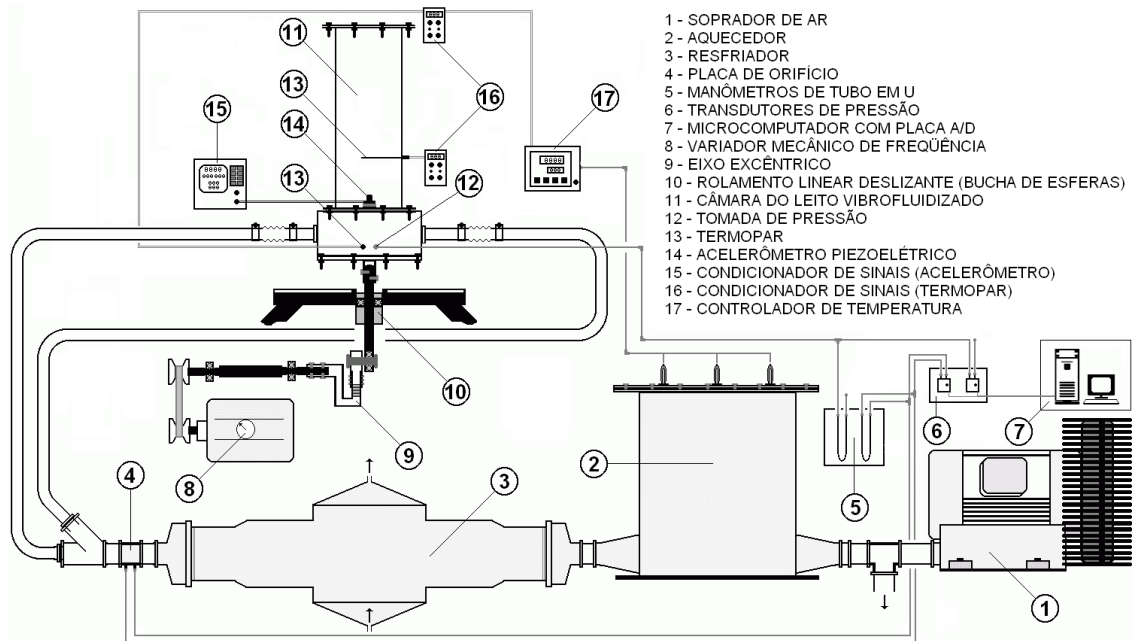 1 - SOPRADOR DE AR
2 - AQUECEDOR
3 - RESFRIADOR
4 - PLACA DE ORIFÍCIO
5 - MANÔMETROS DE TUBO EM U
6 - TRANSDUTORES DE PRESSÃO
7 - MICROCOMPUTADOR COM PLACA A/D
8 - VARIADOR MECÂNICO DE FREQÜÊNCIA
9 - EIXO EXCÊNTRICO
10 - ROLAMENTO LINEAR DESLIZANTE (BUCHA DE ESFERAS)
11 - CÂMARA DO LEITO VIBROFLUIDIZADO
12 - TOMADA DE PRESSÃO
13 - TERMOPAR
14 - ACELERÔMETRO PIEZOELÉTRICO
15 - CONDICIONADOR DE SINAIS (ACELERÔMETRO)
16 - CONDICIONADOR DE SINAIS (TERMOPAR)
17 - CONTROLADOR DE TEMPERATURA
11
13
16
17
15
14
13
12
10
9
8
7
6
5
4
3
2
1